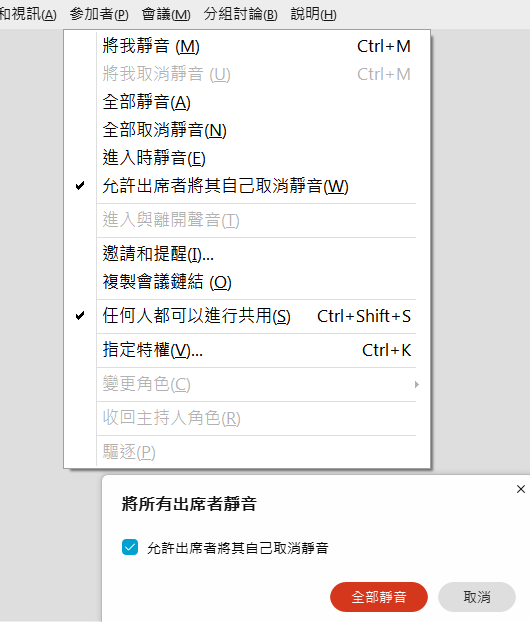 和視訊(A) 參加者(P) 會議(M) 分組討論(B) 說明(H)
將我靜音 (M) Ctrl+M
將我取消靜音 (U) Ctrl+M
全部靜音(A)
全部取消靜音(N)
進入時靜音(E)
允許出席者將其自己取消靜音(W)
進入與離開聲音(T)
邀請和提醒(I)...
複製會議鏈結 (O)
任何人都可以進行共用(S) Ctrl+Shift+S
指定特權(V)... Ctrl+K
變更角色(C)
收回主持人角色(R)
驅逐(P)
將所有出席者靜音
允許出席者將其自己取消靜音
全部靜音 取消